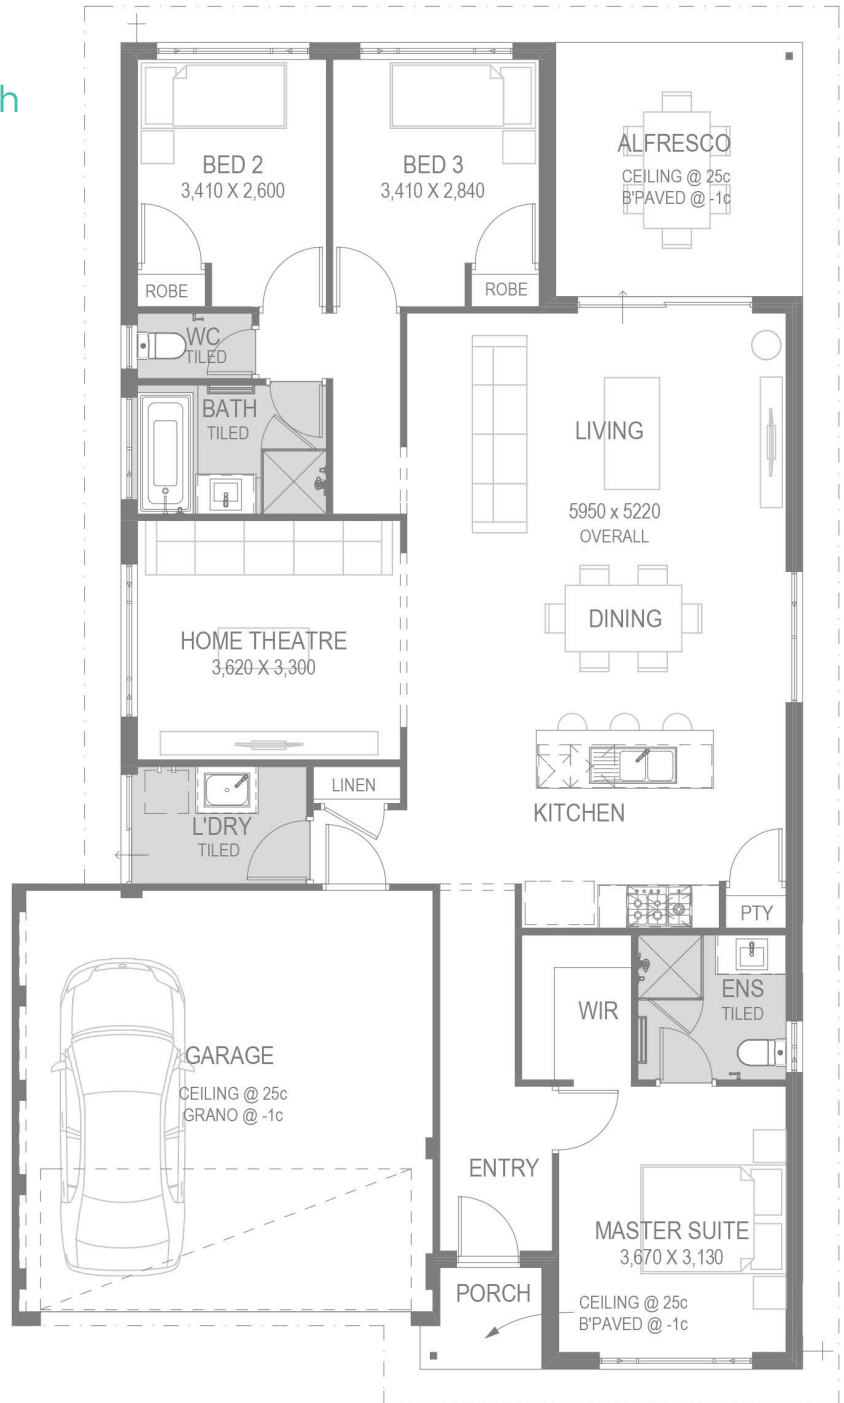 h
BED 2
3,410 X 2,600
BED 3
3,410 X 2,840
ALFRESCO
CEILING @ 25c
B'PAVED @ -1c
ROBE
ROBE
WC
TILED
BATH
TILED
LIVING
5950 x 5220
OVERALL
DINING
HOME THEATRE
3,620 X 3,300
LINEN
L'DRY
TILED
KITCHEN
PTY
WIR
ENS
TILED
GARAGE
CEILING @ 25c
GRANO @ -1c
ENTRY
MASTER SUITE
3,670 X 3,130
PORCH
CEILING @ 25c
B'PAVED @ -1c